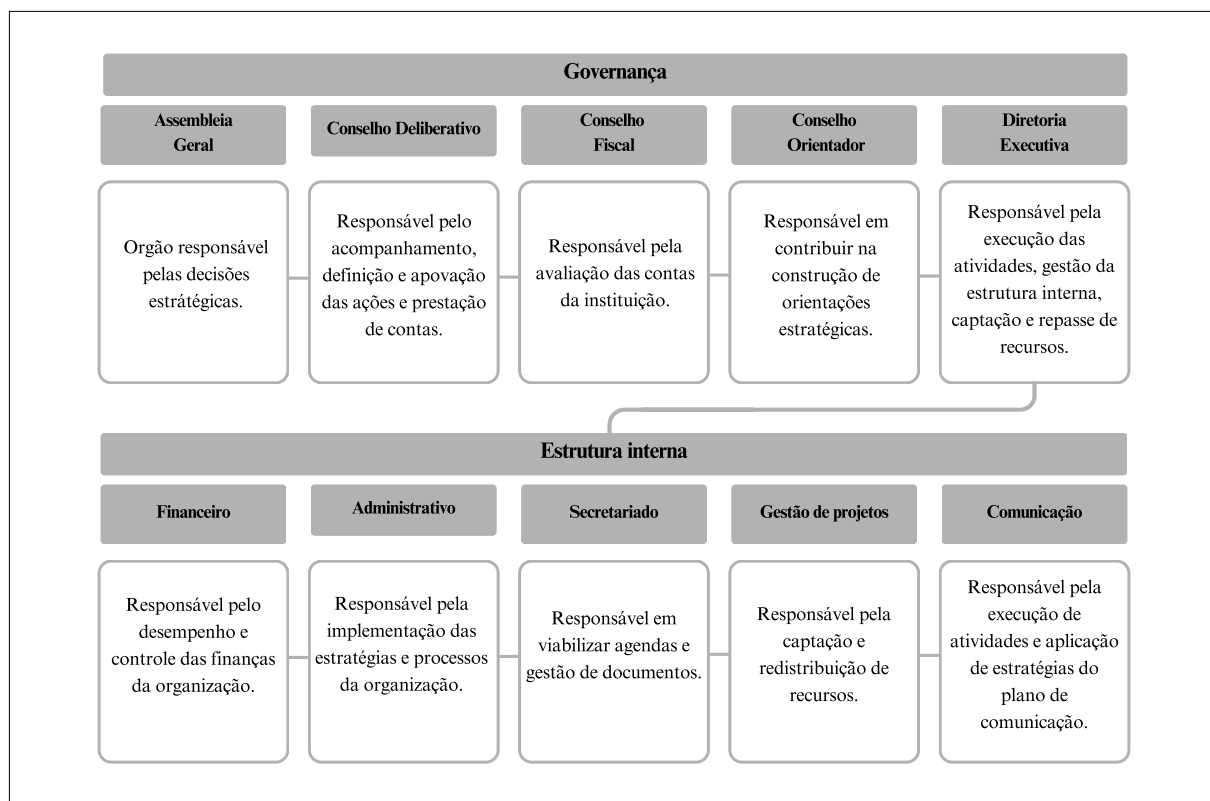 Governança
Assembleia
Geral
Conselho Deliberativo
Conselho
Fiscal
Conselho
Orientador
Diretoria
Executiva
Orgão responsável
pelas decisões
estrátégicas.
Responsável pelo
acompanhamento,
definição e apovação
das ações e prestação
de contas.
Responsável pela
avaliação das contas
da instituição.
Responsável em
contribuir na
construção de
orientações
estratégicas.
Responsável pela
execução das
atividades, gestão da
estrutura interna,
captação e repasse de
recursos.
Estrutura interna
Financeiro
Administrativo
Secretariado
Gestão de projetos
Comunicação
Responsável pelo
desempenho e
controle das finanças
da organização.
Responsável pela
implementação das
estratégias e processos
da organização.
Responsável em
viabilizar agendas e
gestão de documentos.
Responsável pela
captação e
redistribuição de
recursos.
Responsável pela
execução de
atividades e aplicação
de estratégias do
plano de
comunicação.